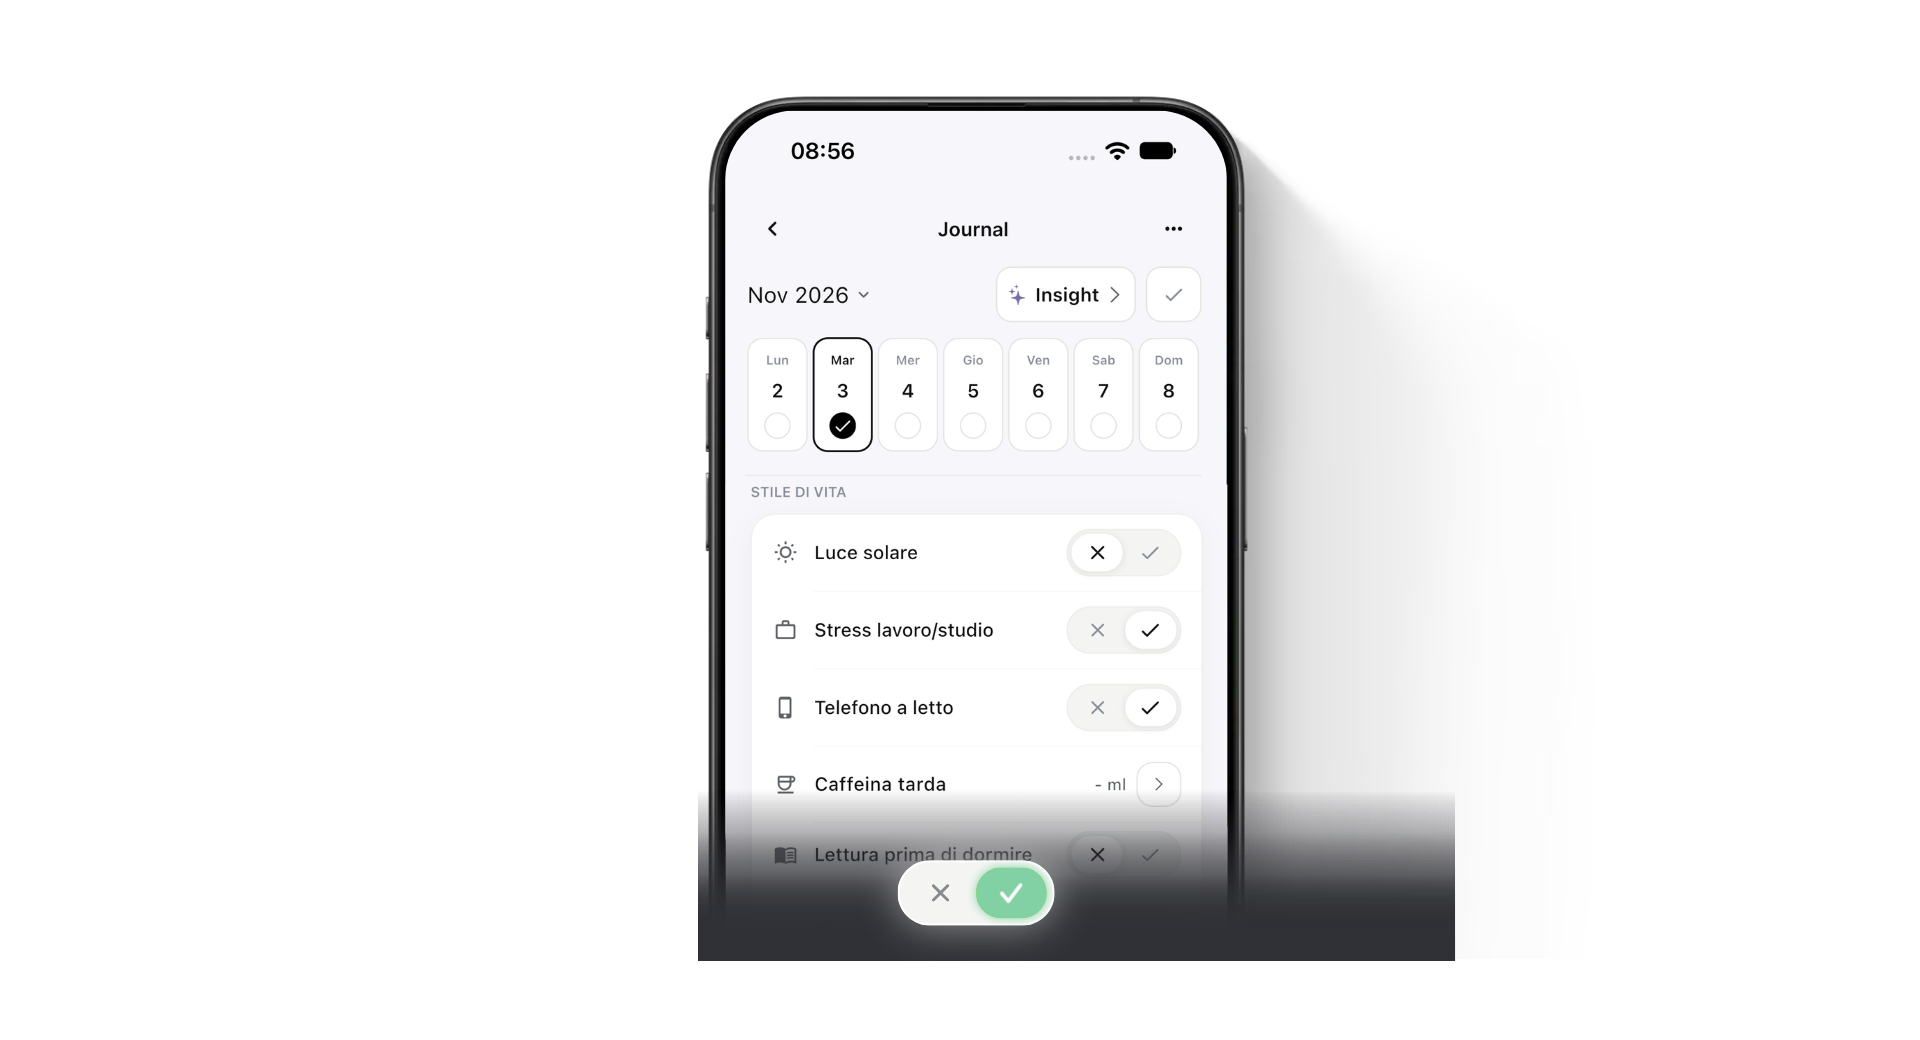 08:56
Journal
Nov 2026
Insight
Lun Mar Mer Gio Ven Sab Dom
2 3 4 5 6 7 8
STILE DI VITA
Luce solare
Stress lavoro/studio
Telefono a letto
Caffeina tarda - ml
Lettura prima di dormire